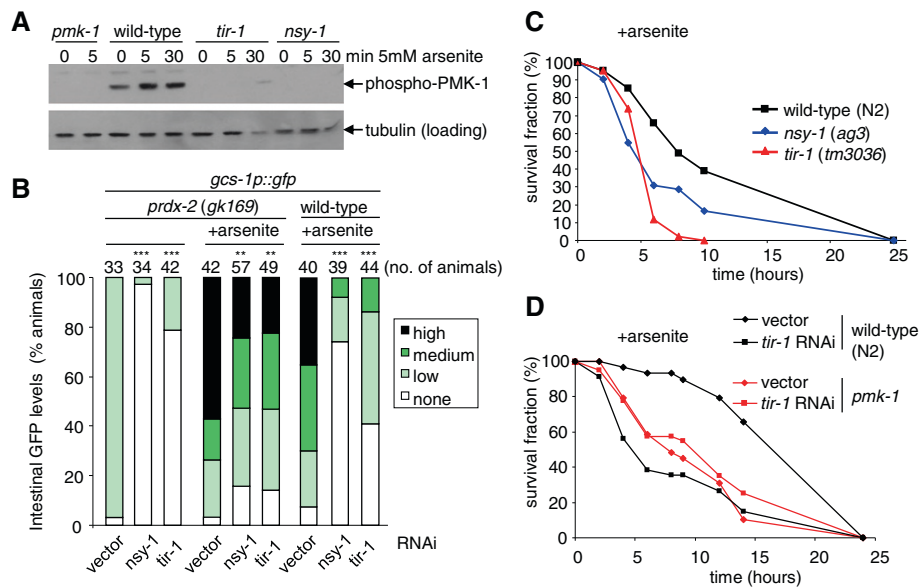 A
pmk-1 wild-type tir-1 nsy-1
0 5 0 5 30 0 5 30 0 5 30 min 5mM arsenite
phospho-PMK-1
tubulin (loading)
B
gcs-1p::gfp
prdx-2 (gk169) wild-type
+arsenite +arsenite
*** *** ** ** *** ***
33 34 42 42 57 49 40 39 44 (no. of animals)
Intestinal GFP levels (% animals)
100
80
60
40
20
0
high
medium
low
none
vector nsy-1 tir-1 vector nsy-1 tir-1 vector nsy-1 tir-1 RNAi
C
+arsenite
survival fraction (%)
100
90
80
70
60
50
40
30
20
10
0
0 5 10 15 20 25
time (hours)
wild-type (N2)
nsy-1 (ag3)
tir-1 (tm3036)
D
+arsenite
survival fraction (%)
100
80
60
40
20
0
0 5 10 15 20 25
time (hours)
vector
tir-1 RNAi
wild-type
(N2)
vector
tir-1 RNAi
pmk-1